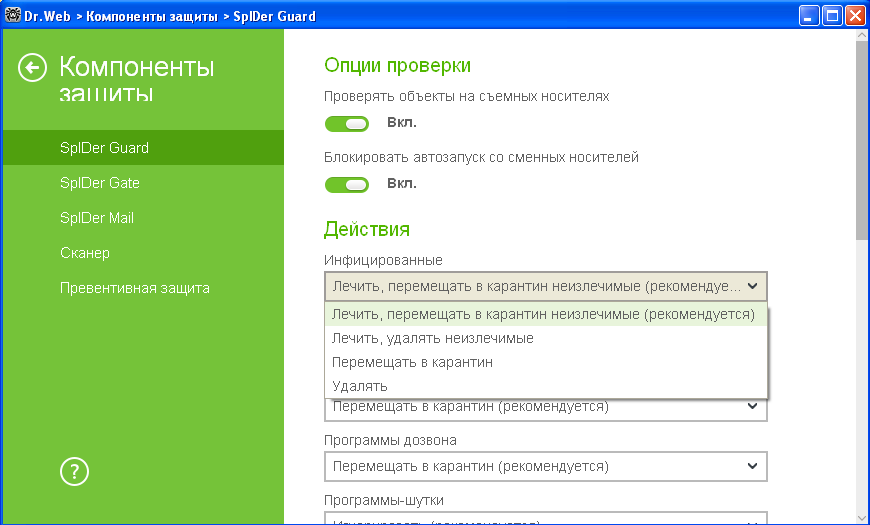 Dr.Web > Компоненты защиты > SpIDer Guard
Компоненты
защиты
SpIDer Guard
SpIDer Gate
SpIDer Mail
Сканер
Превентивная защита
?
Опции проверки
Проверять объекты на съемных носителях
Вкл.
Блокировать автозапуск со сменных носителей
Вкл.
Действия
Инфицированные
Лечить, перемещать в карантин неизлечимые (рекомендуе...
Лечить, перемещать в карантин неизлечимые (рекомендуется)
Лечить, удалять неизлечимые
Перемещать в карантин
Удалять
Перемещать в карантин (рекомендуется)
Программы дозвона
Перемещать в карантин (рекомендуется)
Программы-шутки
Игнорировать (рекомендуется)